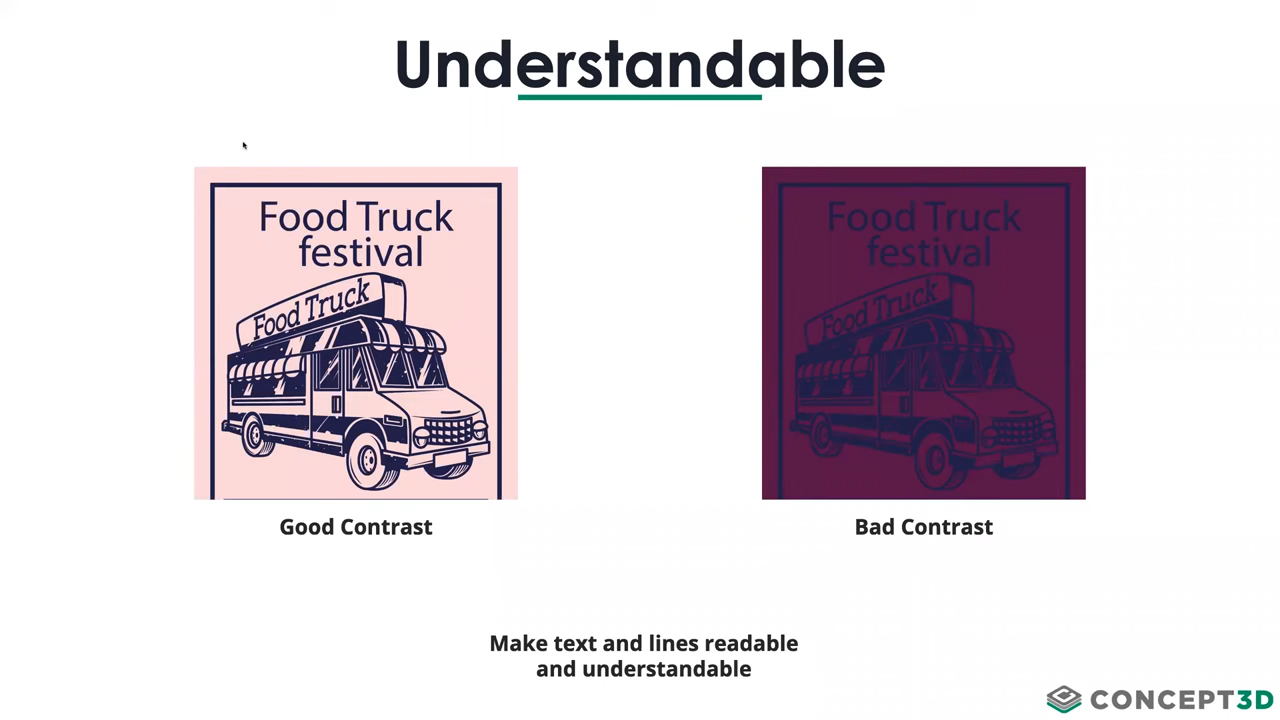 Understandable
Food Truck
festival
Food Truck
Good Contrast
Food Truck
festival
Food Truck
Bad Contrast
Make text and lines readable
and understandable
CONCEPT3D